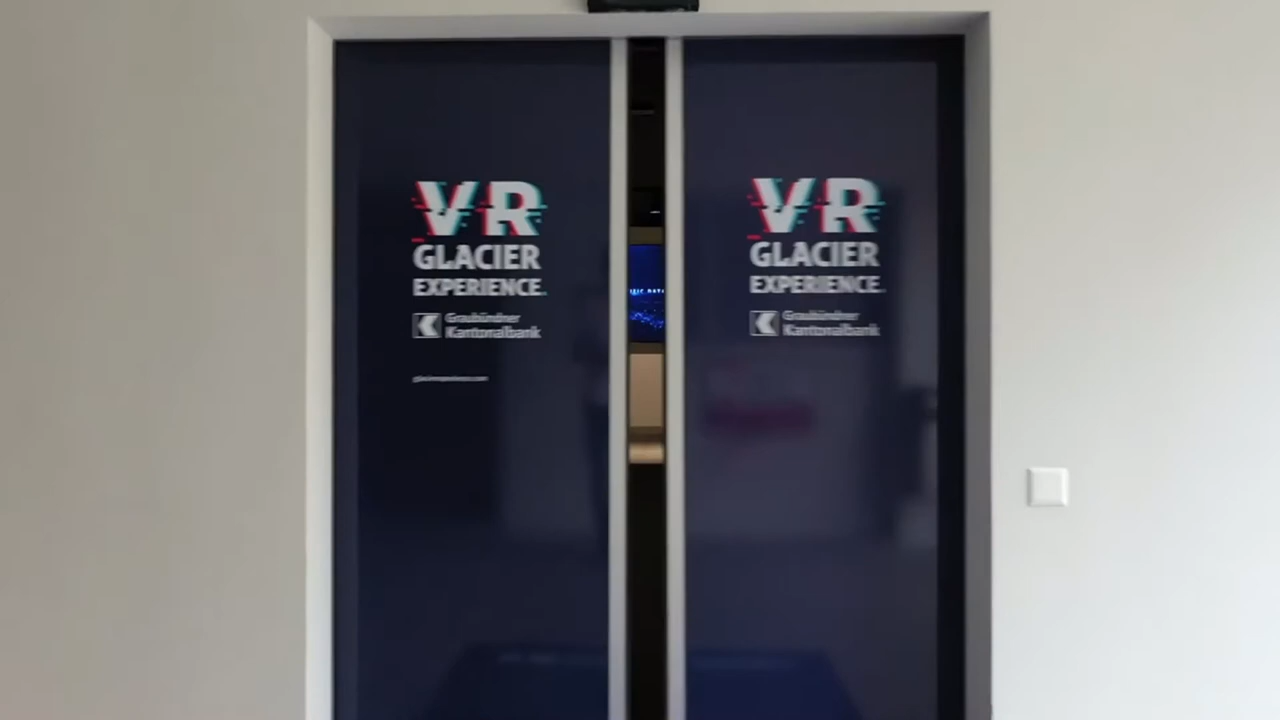 VR
GLACIER
EXPERIENCE.
Graubündner
Kantonalbank
VR
GLACIER
EXPERIENCE.
Graubündner
Kantonalbank